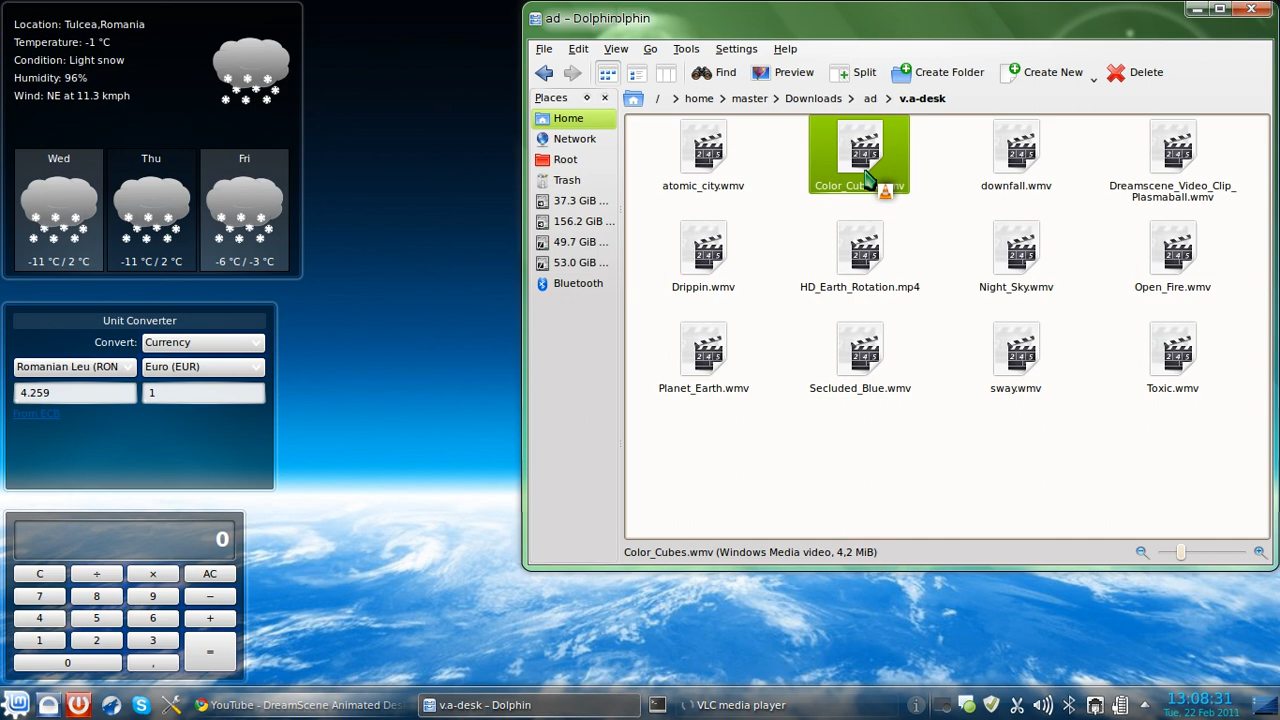 Location: Tulcea,Romania
Temperature: -1 °C
Condition: Light snow
Humidity: 96%
Wind: NE at 11.3 kmph
Wed Thu Fri
-11 °C / 2 °C -11 °C / 2 °C -6 °C / -3 °C
Unit Converter
Convert: Currency
Romanian Leu (RON Euro (EUR)
4.259 1
From ECB
0
C ÷ × AC
7 8 9 −
4 5 6 +
1 2 3 =
0 ,
ad – Dolphin
File Edit View Go Tools Settings Help
Find Preview Split Create Folder Create New Delete
Places
/ home master Downloads ad v.a-desk
Home
Network
Root
Trash
37.3 GiB ...
156.2 GiB ...
49.7 GiB ...
53.0 GiB ...
Bluetooth
atomic_city.wmv downfall.wmv Dreamscene_Video_Clip_
Plasmaball.wmv
Drippin.wmv HD_Earth_Rotation.mp4 Night_Sky.wmv Open_Fire.wmv
Planet_Earth.wmv Secluded_Blue.wmv sway.wmv Toxic.wmv
Color_Cubes.wmv (Windows Media video, 4,2 MiB)
YouTube - DreamScene Animated Des v.a-desk - Dolphin VLC media player
13:08:31
Tue, 22 Feb 2011